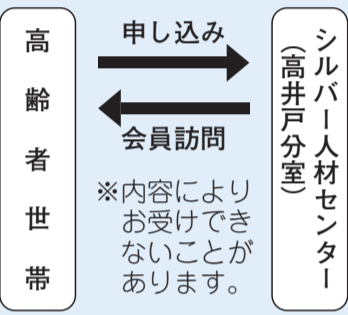 高齢者世帯
申し込み
会員訪問
※内容により
お受けでき
ないことが
あります。
シルバー人材センター
（高井戸分室）